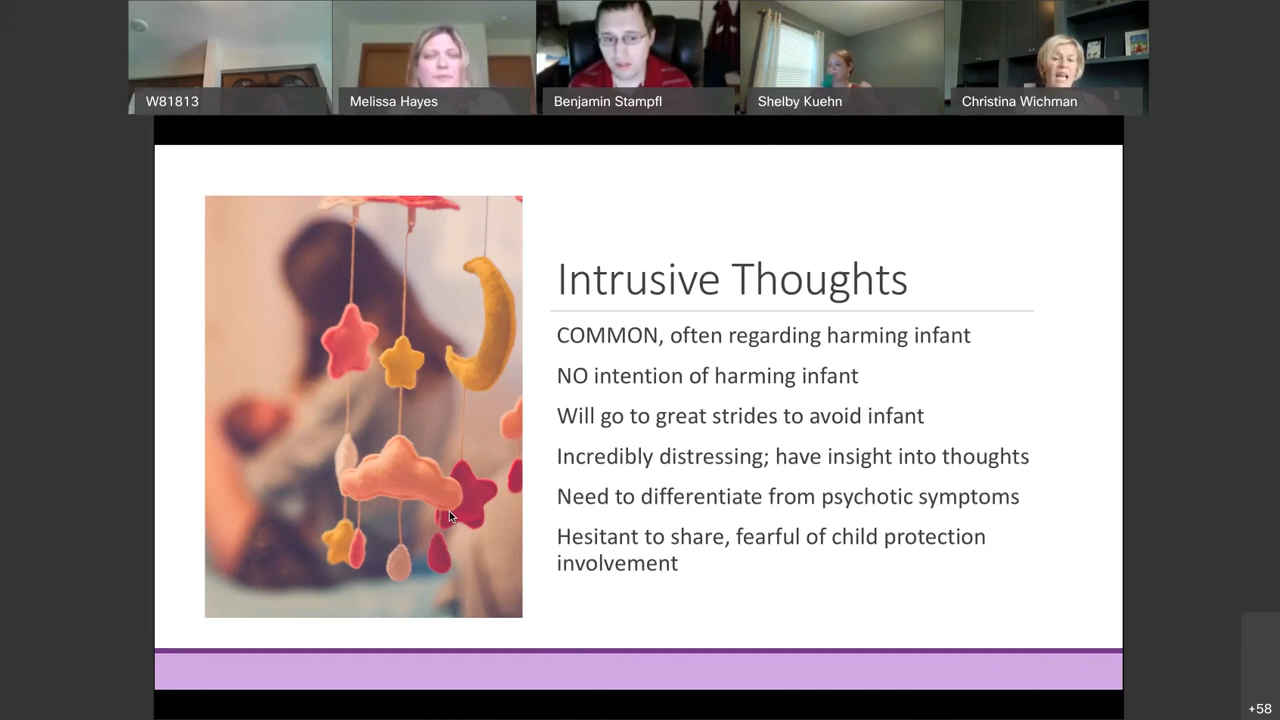 W81813
Melissa Hayes
Benjamin Stampfl
Shelby Kuehn
Christina Wichman
Intrusive Thoughts
COMMON, often regarding harming infant
NO intention of harming infant
Will go to great strides to avoid infant
Incredibly distressing; have insight into thoughts
Need to differentiate from psychotic symptoms
Hesitant to share, fearful of child protection
involvement
+58